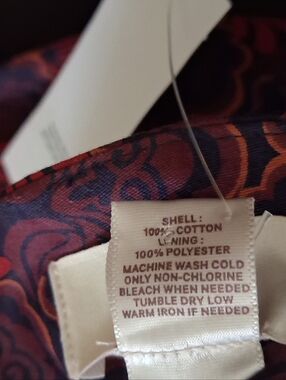 SHELL:
100% COTTON
LINING:
100% POLYESTER
MACHINE WASH COLD
ONLY NON-CHLORINE
BLEACH WHEN NEEDED
TUMBLE DRY LOW
WARM IRON IF NEEDED